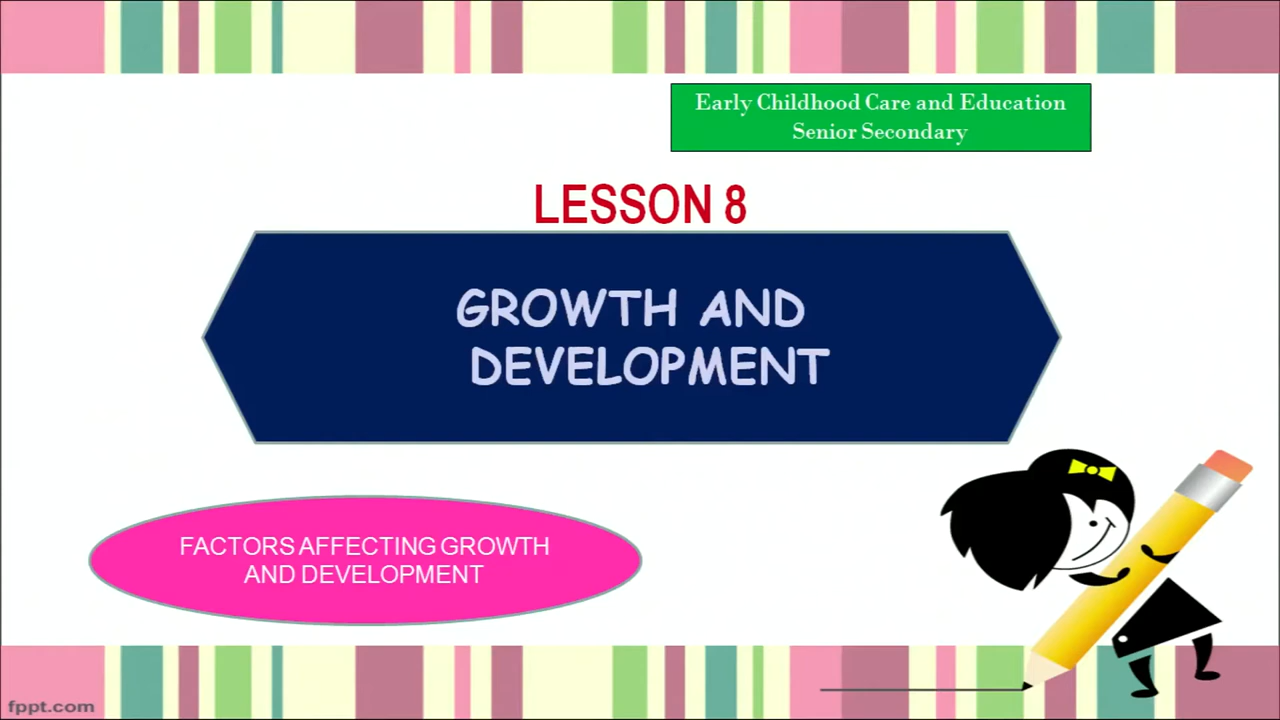 Early Childhood Care and Education
Senior Secondary
LESSON 8
GROWTH AND
DEVELOPMENT
FACTORS AFFECTING GROWTH
AND DEVELOPMENT
fppt.com